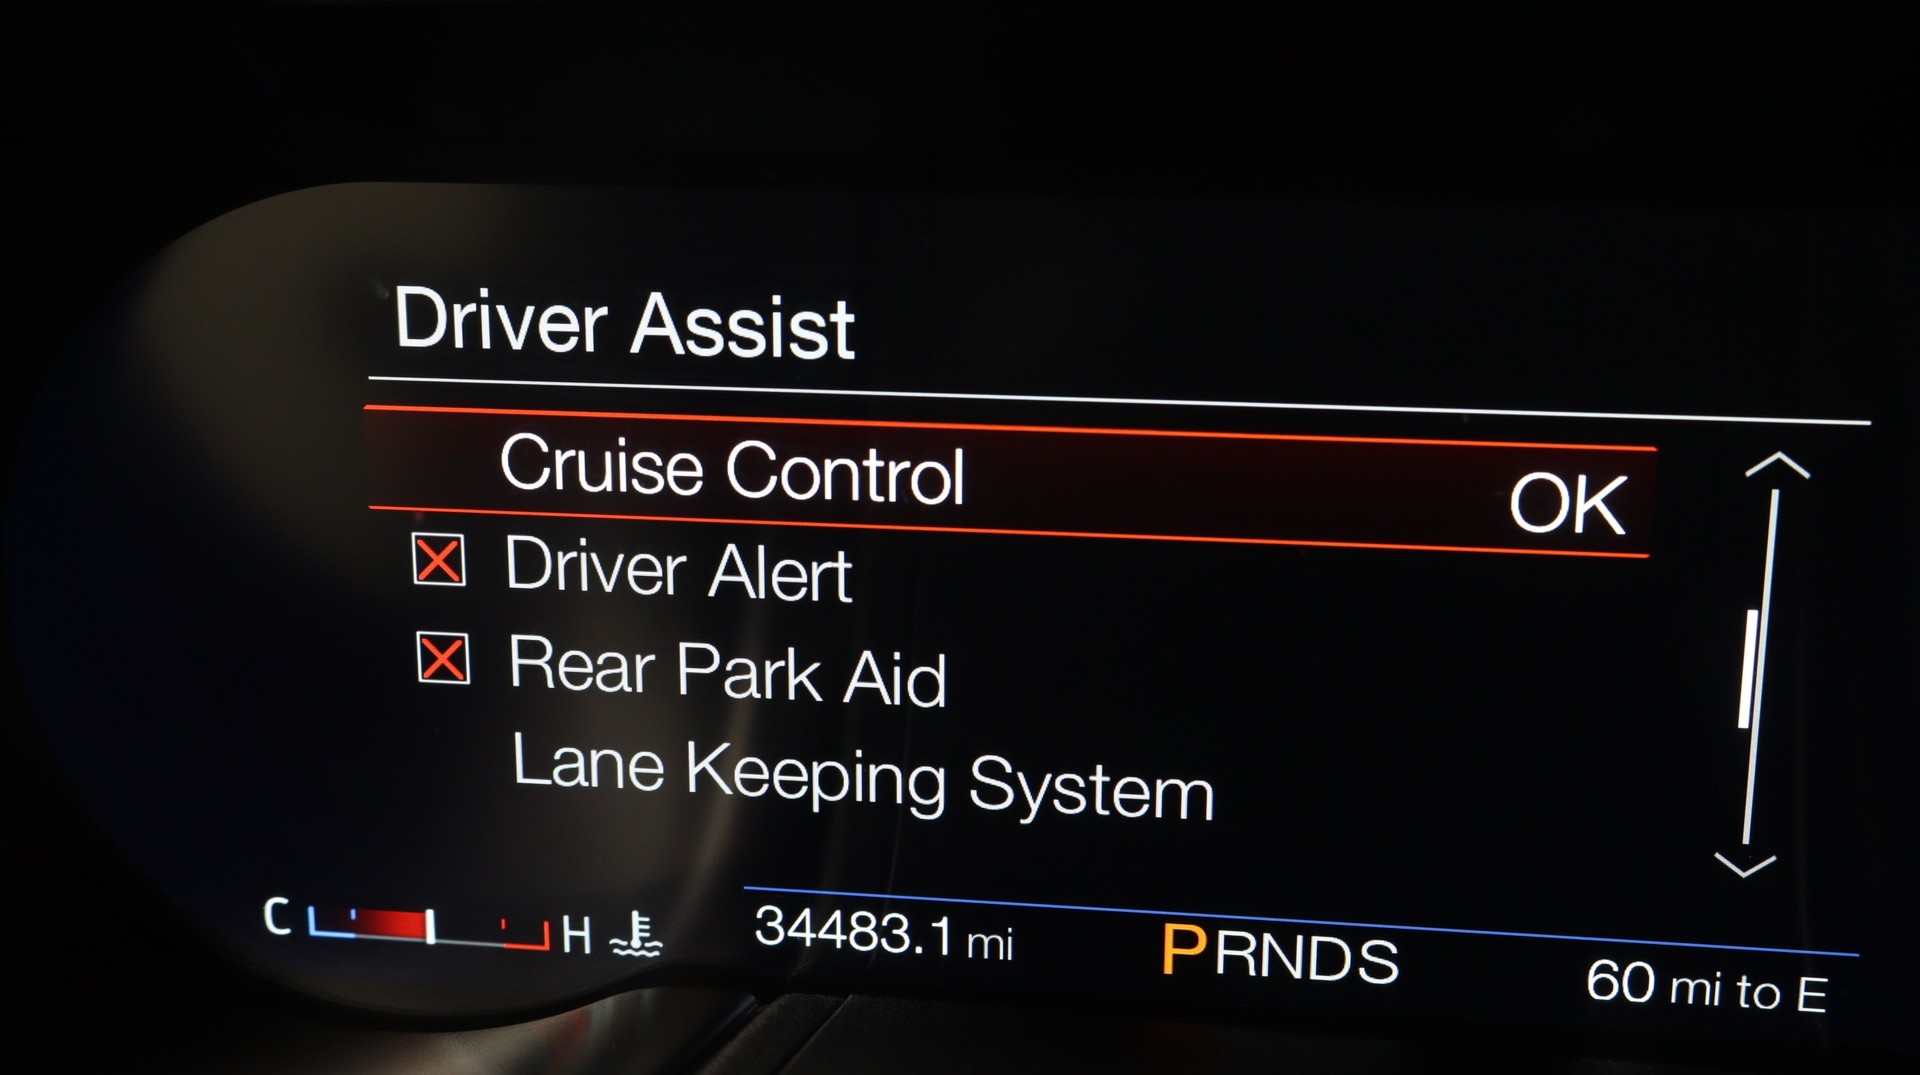 Driver Assist
Cruise Control OK
Driver Alert
Rear Park Aid
Lane Keeping System
C H 34483.1 mi PRNDS 60 mi to E